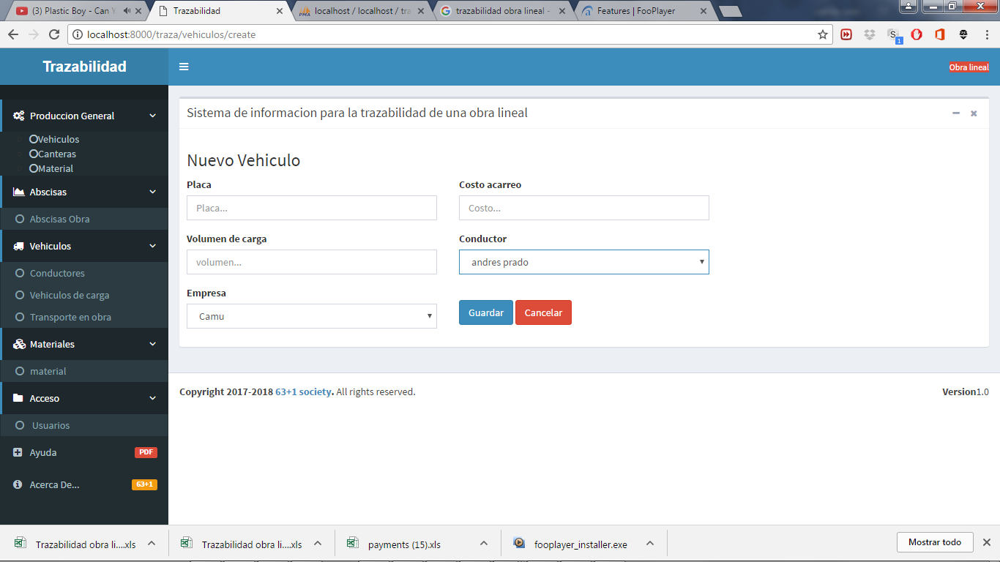 (3) Plastic Boy - Can Y
Trazabilidad
PMA localhost / localhost / tra
trazabilidad obra lineal -
Features | FooPlayer
localhost:8000/traza/vehiculos/create
S 1
Trazabilidad
Obra lineal
Produccion General
Vehiculos
Canteras
Material
Abscisas
Abscisas Obra
Vehiculos
Conductores
Vehiculos de carga
Transporte en obra
Materiales
material
Acceso
Usuarios
Ayuda PDF
Acerca De... 63+1
Sistema de informacion para la trazabilidad de una obra lineal
Nuevo Vehiculo
Placa
Placa...
Costo acarreo
Costo...
Volumen de carga
volumen...
Conductor
andres prado
Empresa
Camu
Guardar Cancelar
Copyright 2017-2018 63+1 society. All rights reserved.
Version1.0
Trazabilidad obra li....xls
Trazabilidad obra li....xls
payments (15).xls
fooplayer_installer.exe
Mostrar todo